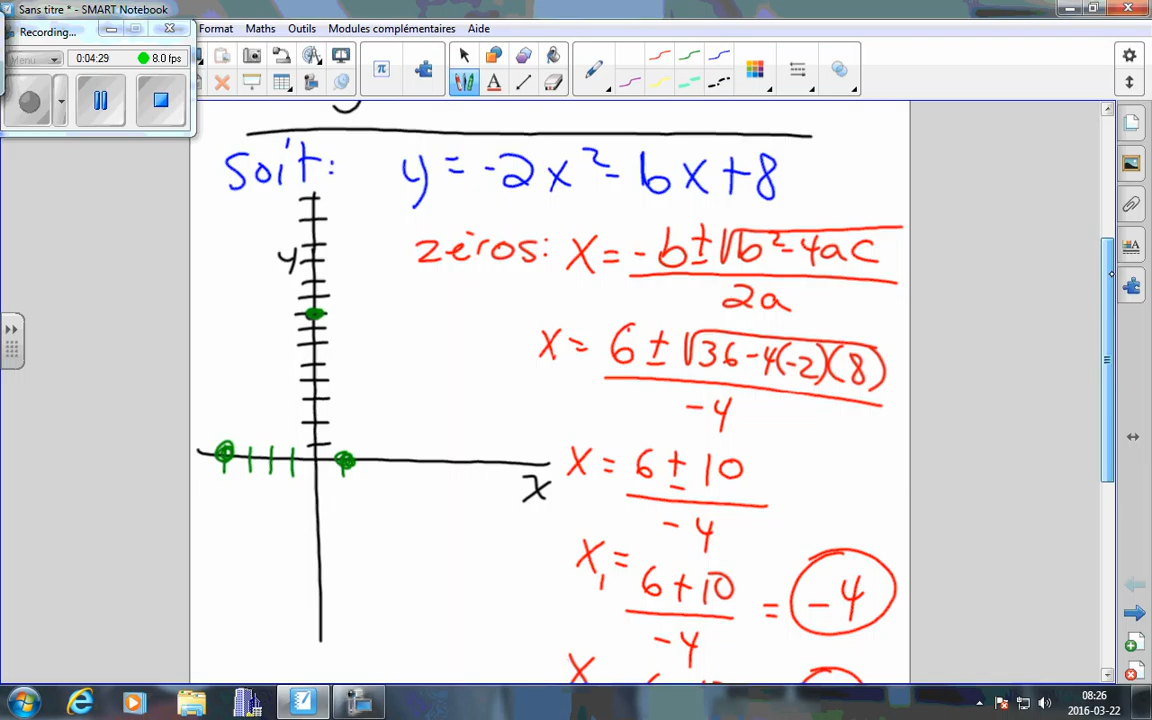 Sans titre * - SMART Notebook
Recording...
Menu
0:04:29
8.0 fps
Format Maths Outils Modules complémentaires Aide
Soit: y = -2x² - 6x + 8
y
zéros: x = -b ± √b² - 4ac
2a
x = 6 ± √36 - 4(-2)(8)
-4
x
x = 6 ± 10
-4
x₁ = 6 + 10 = -4
-4
x
08:26
2016-03-22